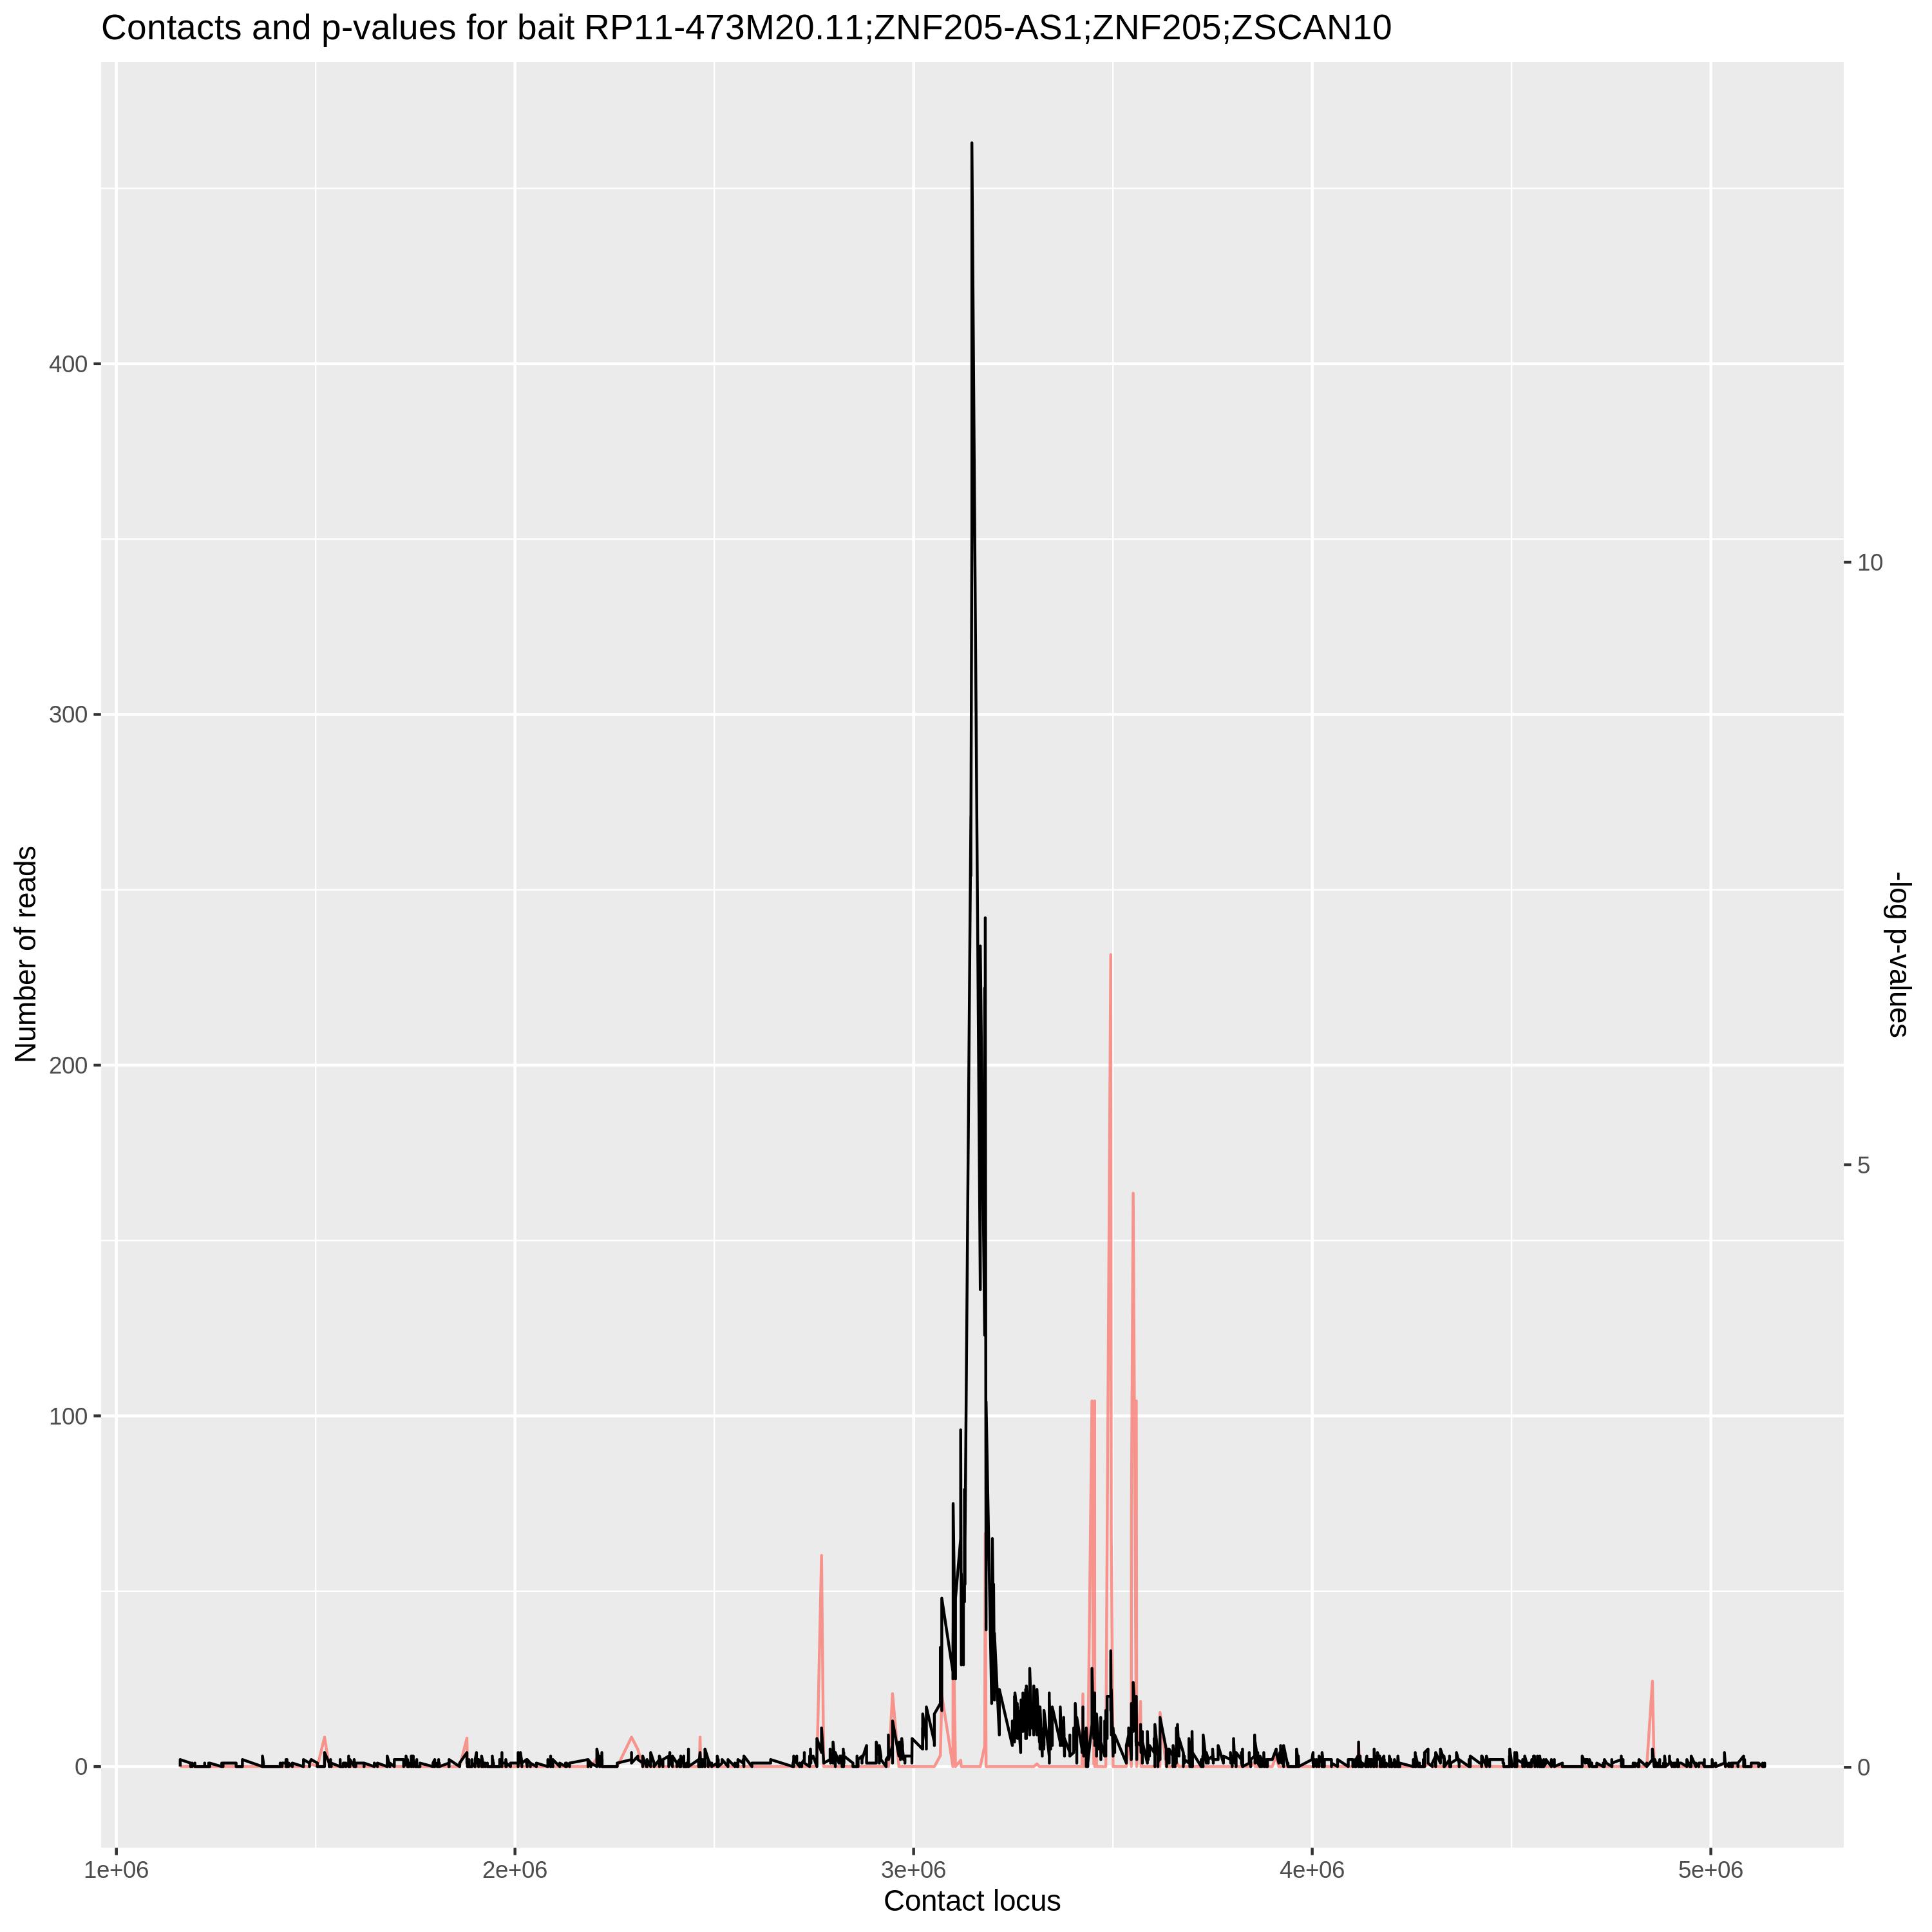 Contacts and p-values for bait RP11-473M20.11;ZNF205-AS1;ZNF205;ZSCAN10
400
300
200
100
0
Number of reads
10
5
0
-log p-values
1e+06
2e+06
3e+06
4e+06
5e+06
Contact locus